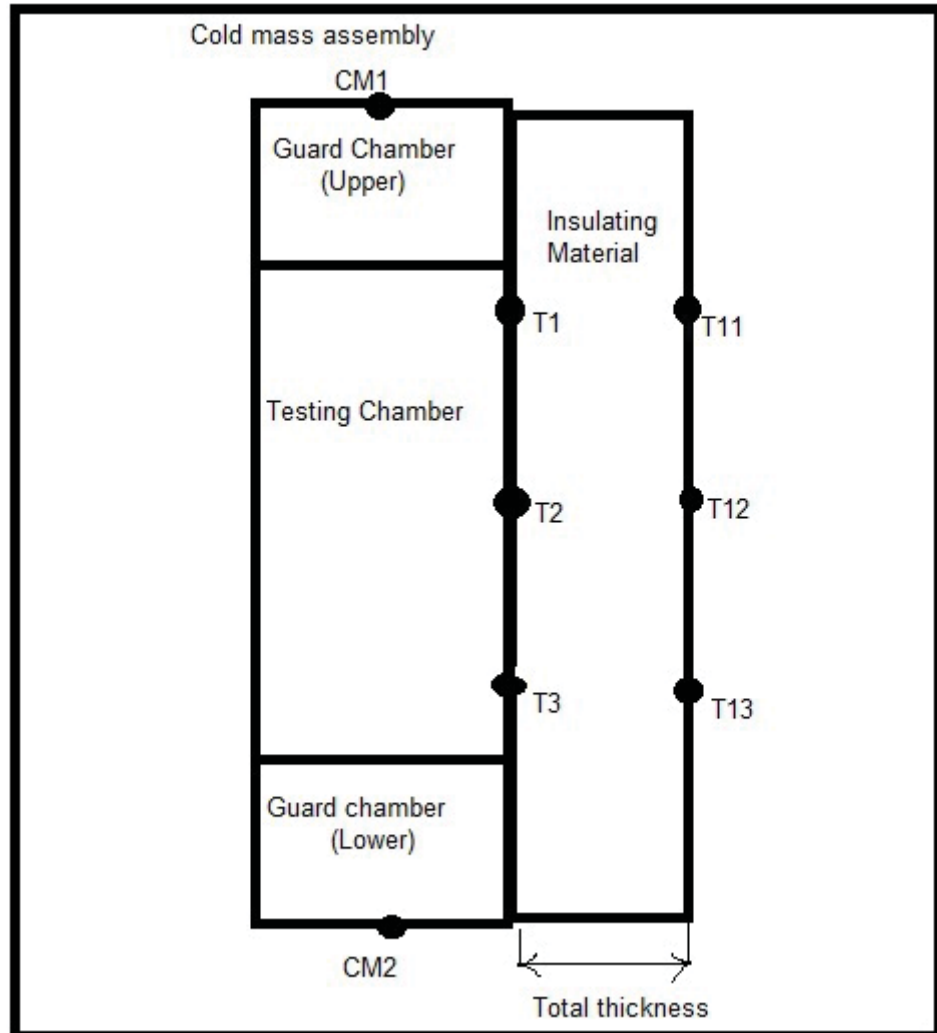 Cold mass assembly
CM1
Guard Chamber
(Upper)
Insulating
Material
T1
T11
Testing Chamber
T2
T12
T3
T13
Guard chamber
(Lower)
CM2
Total thickness